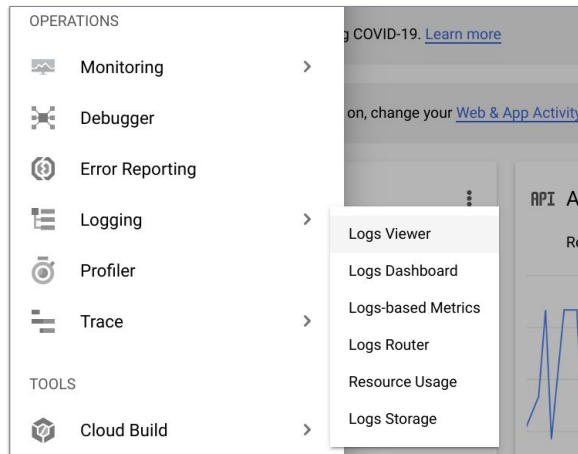 OPERATIONS
g COVID-19. Learn more
Monitoring
Debugger
on, change your Web & App Activity
Error Reporting
Logging
API A
Profiler
Trace
Logs Viewer
Logs Dashboard
Logs-based Metrics
Logs Router
Resource Usage
Logs Storage
TOOLS
Cloud Build